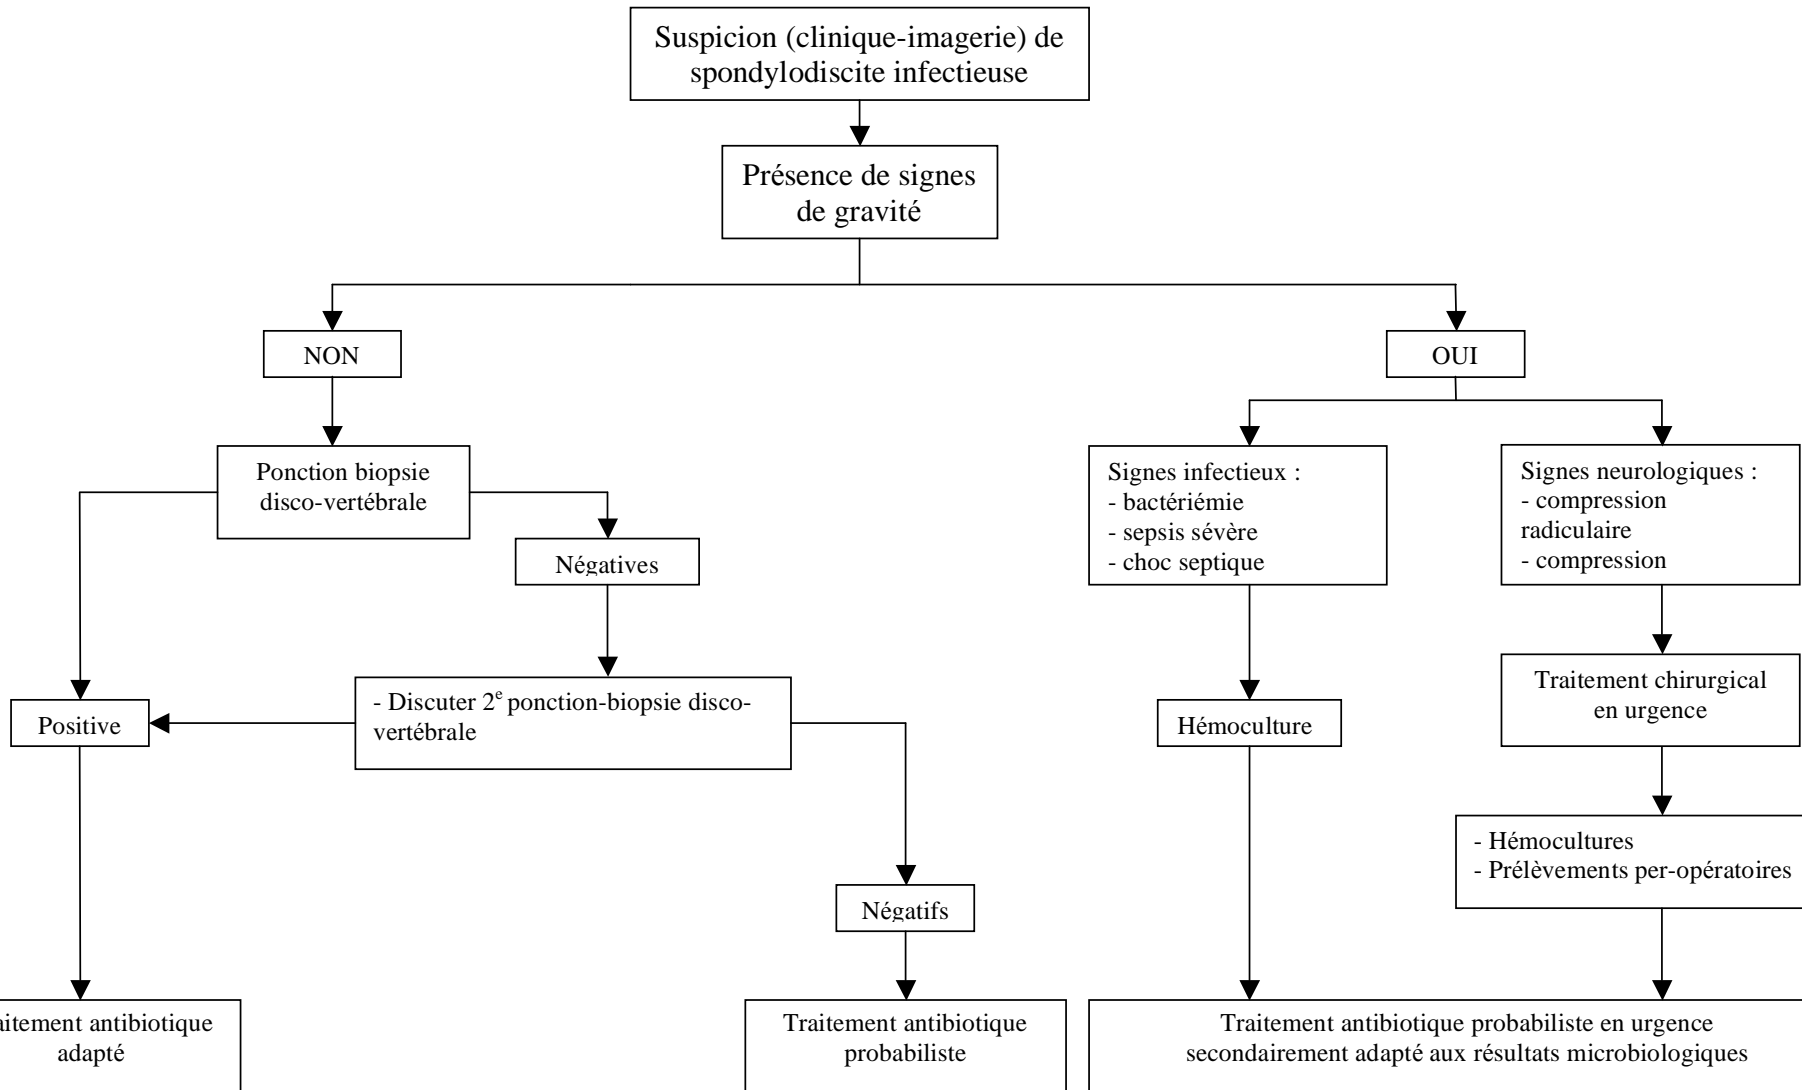 Suspicion (clinique-imagerie) de
spondylodiscite infectieuse
Présence de signes
de gravité
NON
OUI
Ponction biopsie
disco-vertébrale
Signes infectieux :
- bactériémie
- sepsis sévère
- choc septique
Signes neurologiques :
- compression
radiculaire
- compression
Négatives
- Discuter 2e ponction-biopsie disco-
vertébrale
Positive
Hémoculture
Traitement chirurgical
en urgence
- Hémocultures
- Prélèvements per-opératoires
Négatifs
aitement antibiotique
adapté
Traitement antibiotique
probabiliste
Traitement antibiotique probabiliste en urgence
secondairement adapté aux résultats microbiologiques